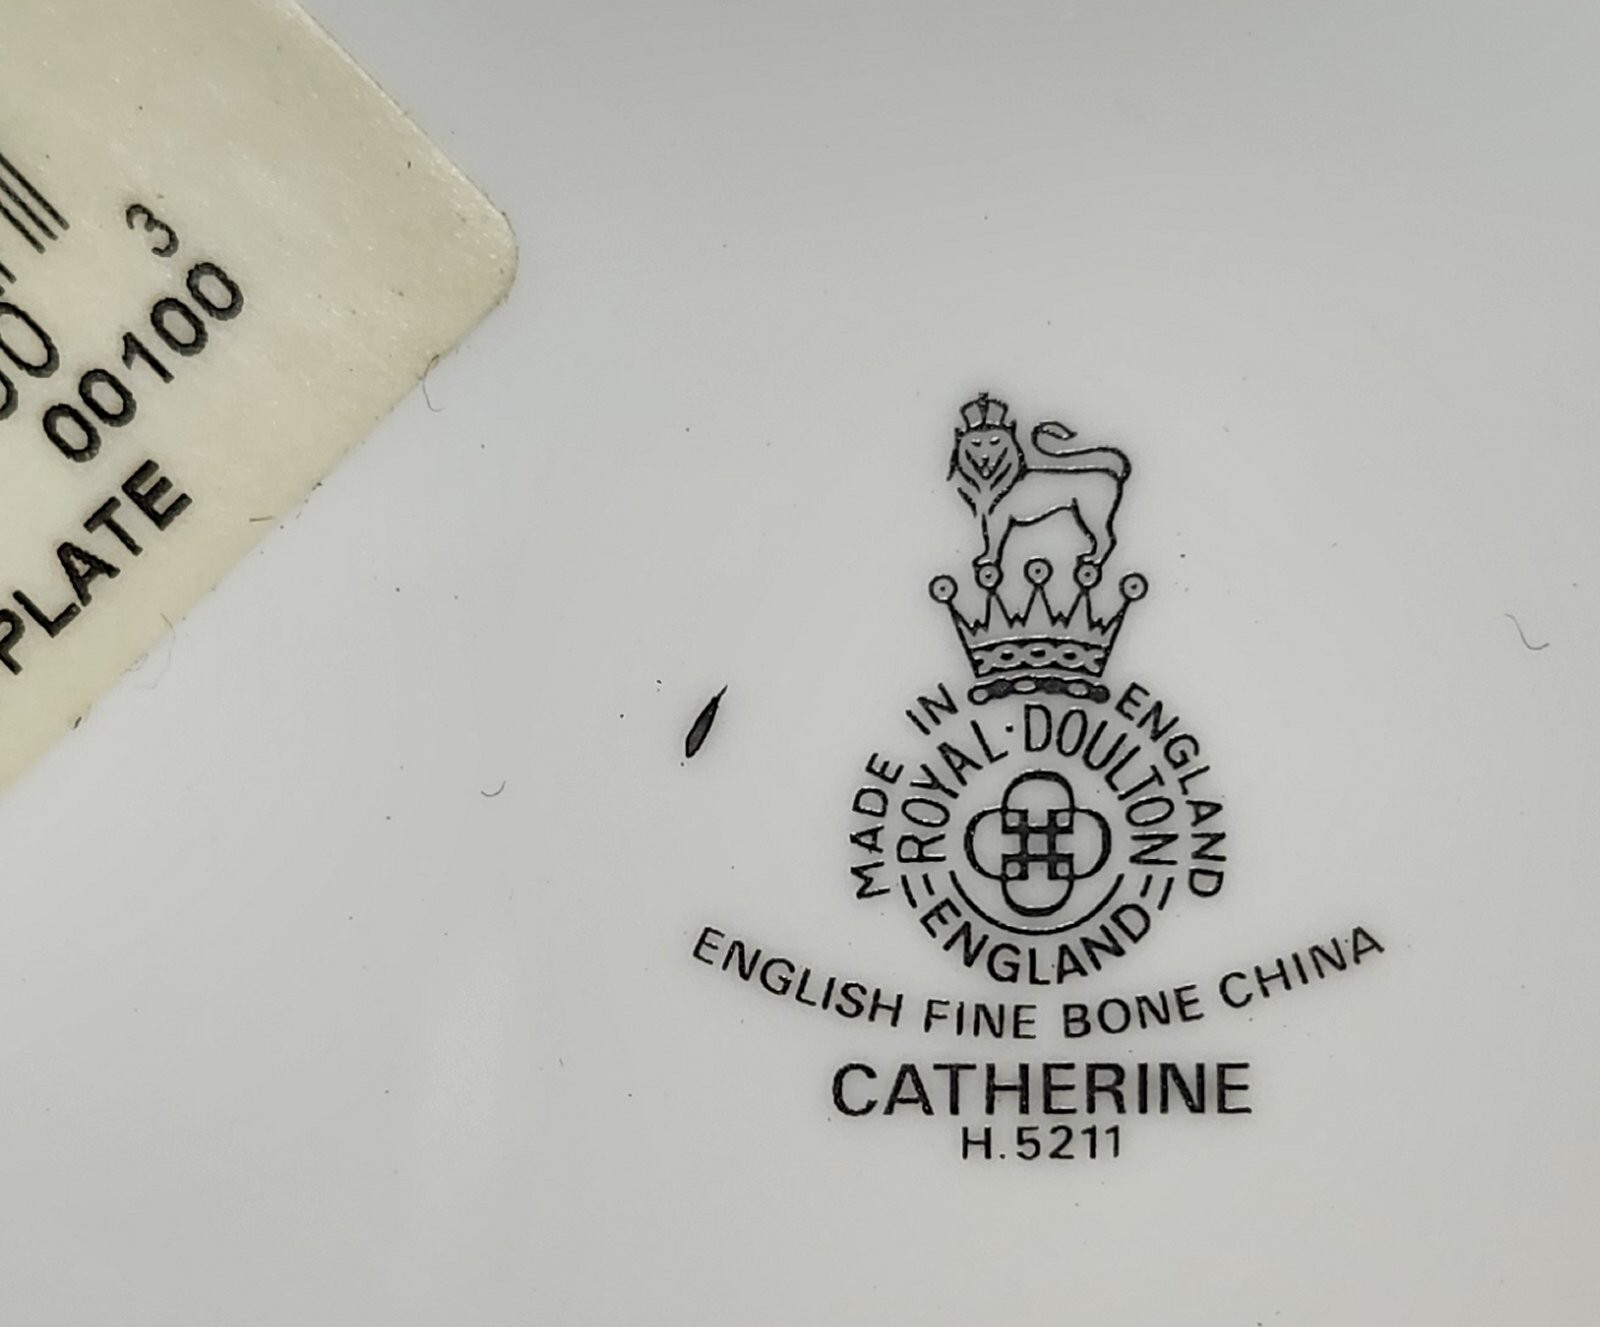 3
00100
PLATE
MADE IN ENGLAND
ROYAL·DOULTON
ENGLAND
ENGLISH FINE BONE CHINA
CATHERINE
H.5211